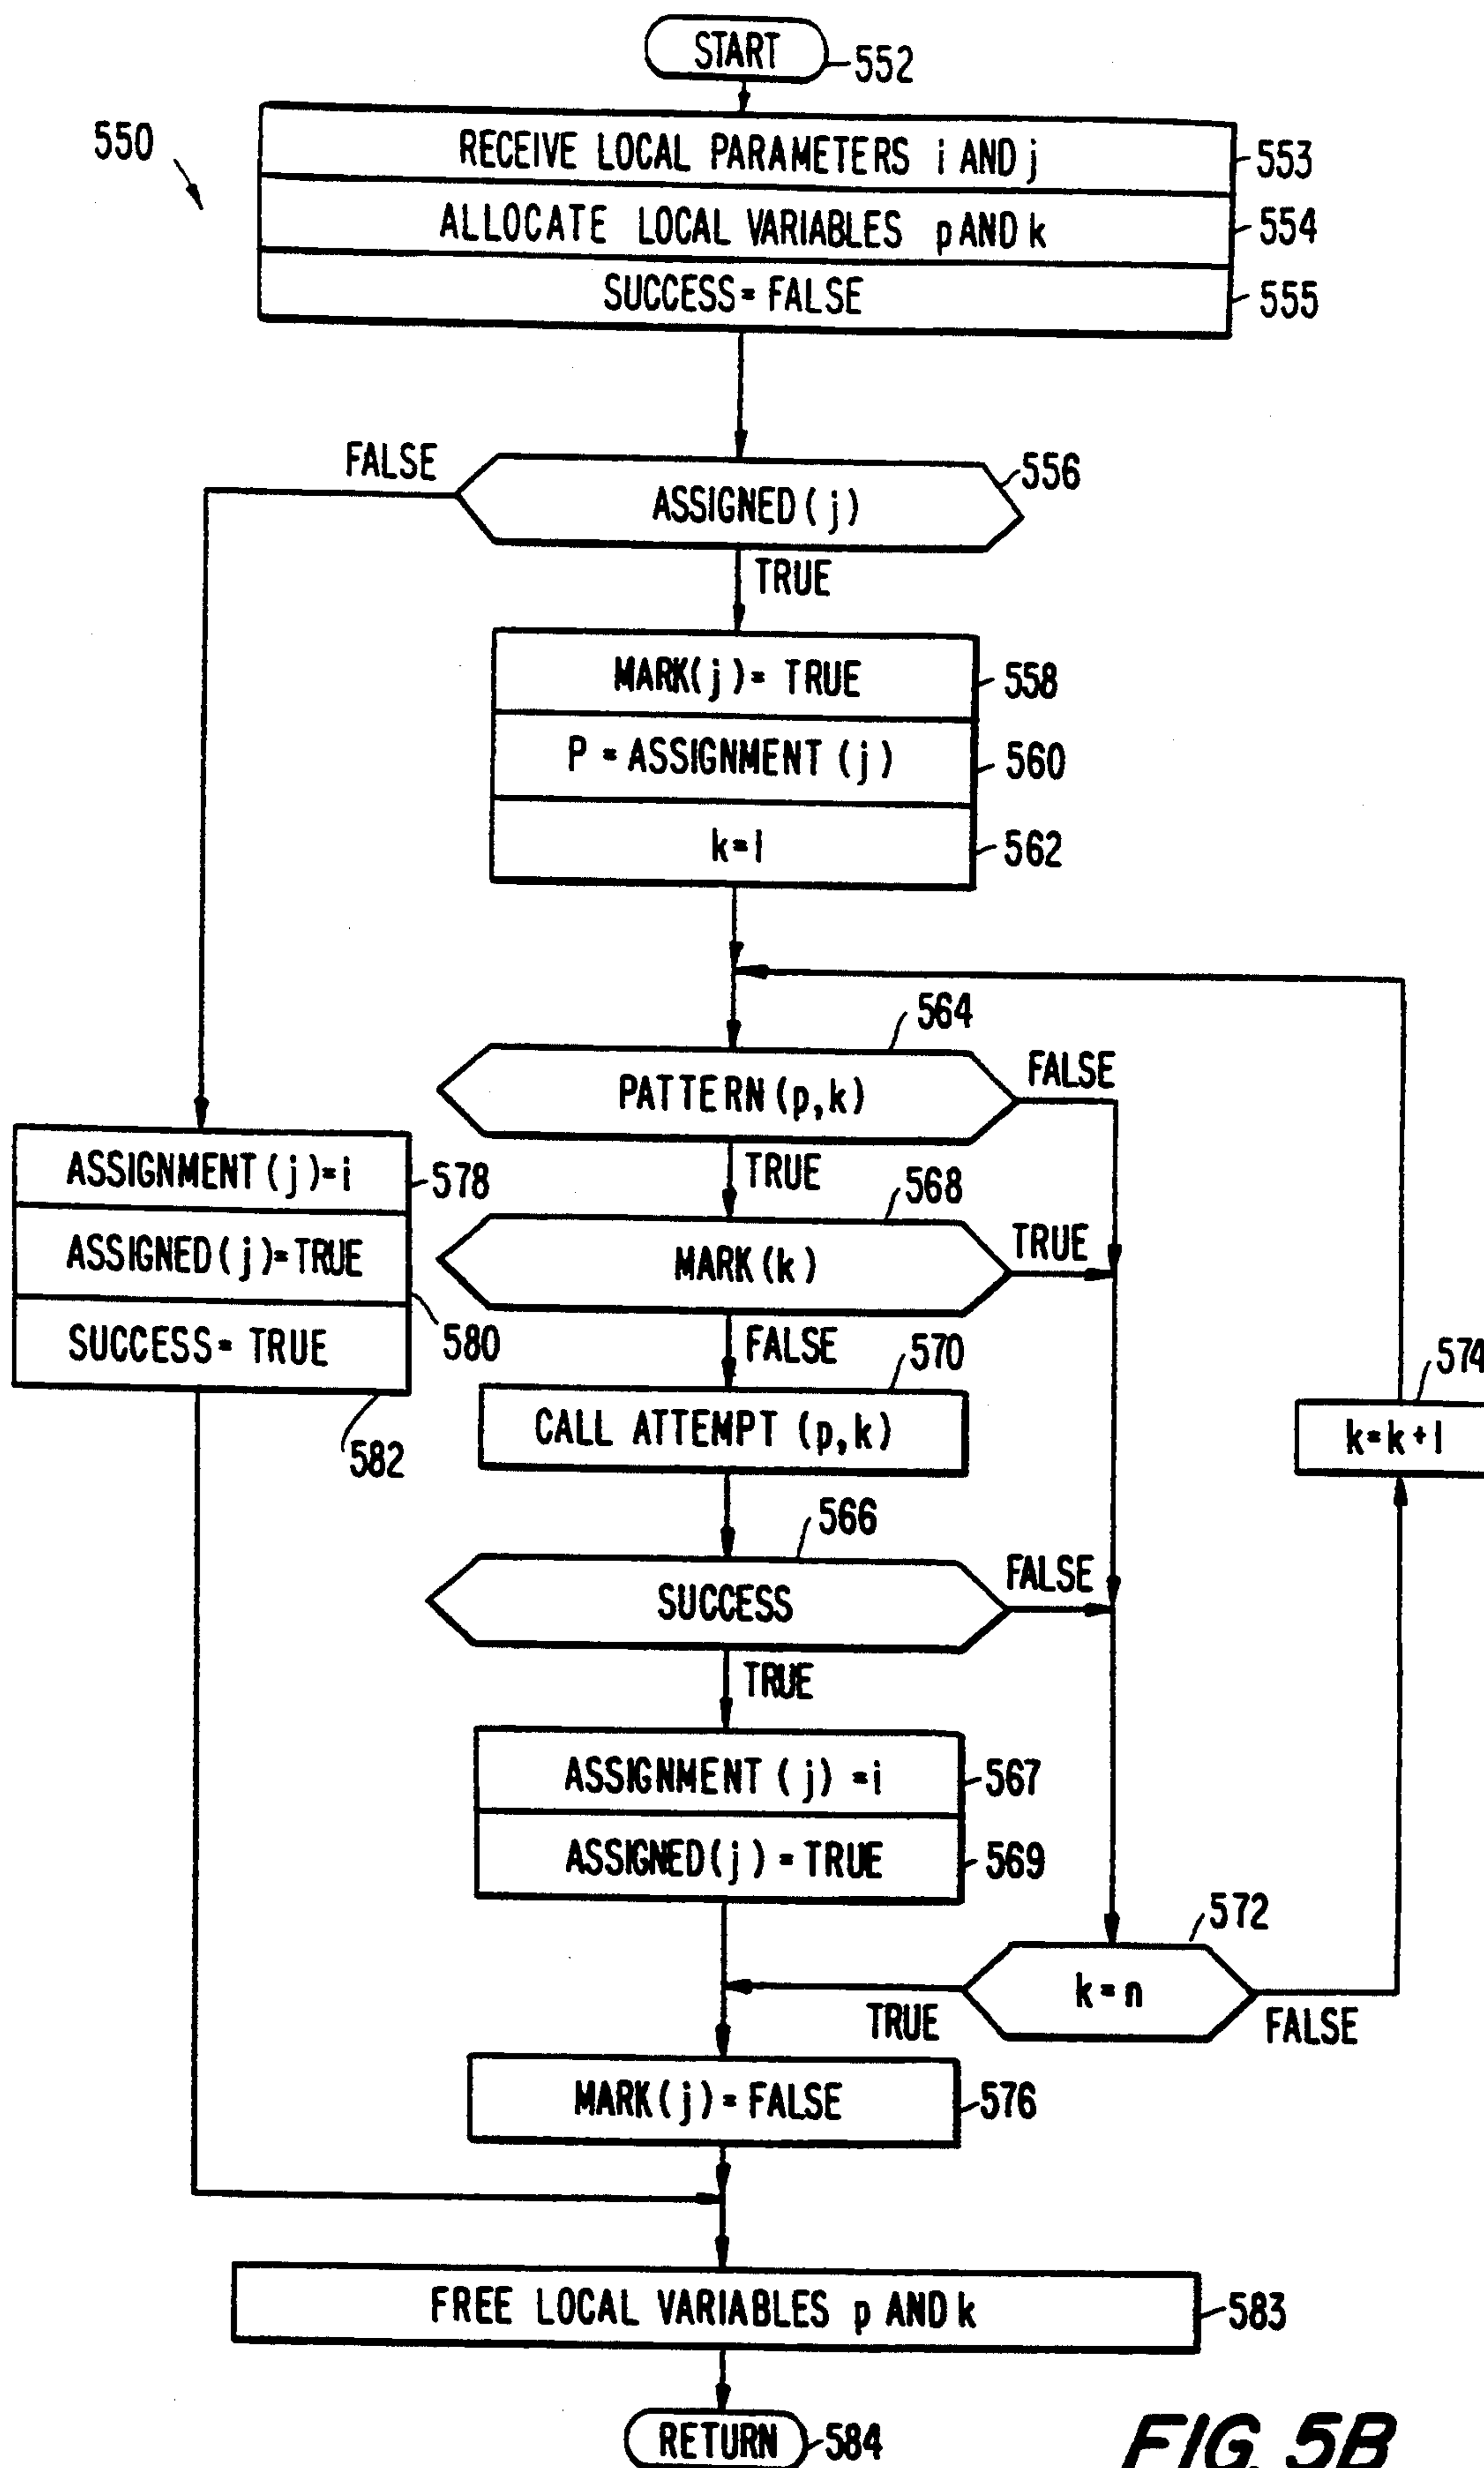 START
552
550
RECEIVE LOCAL PARAMETERS i AND j
553
ALLOCATE LOCAL VARIABLES p AND k
554
SUCCESS = FALSE
555
FALSE
ASSIGNED (j)
556
TRUE
MARK(j) = TRUE
558
P = ASSIGNMENT (j)
560
k=1
562
564
PATTERN (p,k)
FALSE
TRUE
568
MARK (k)
TRUE
ASSIGNMENT (j)=i
578
ASSIGNED (j)=TRUE
580
SUCCESS = TRUE
582
FALSE
570
CALL ATTEMPT (p,k)
574
k=k+1
566
SUCCESS
FALSE
TRUE
ASSIGNMENT (j) =i
567
ASSIGNED(j) = TRUE
569
572
k=n
TRUE
FALSE
MARK(j) = FALSE
576
FREE LOCAL VARIABLES p AND k
583
RETURN
584
FIG. 5B